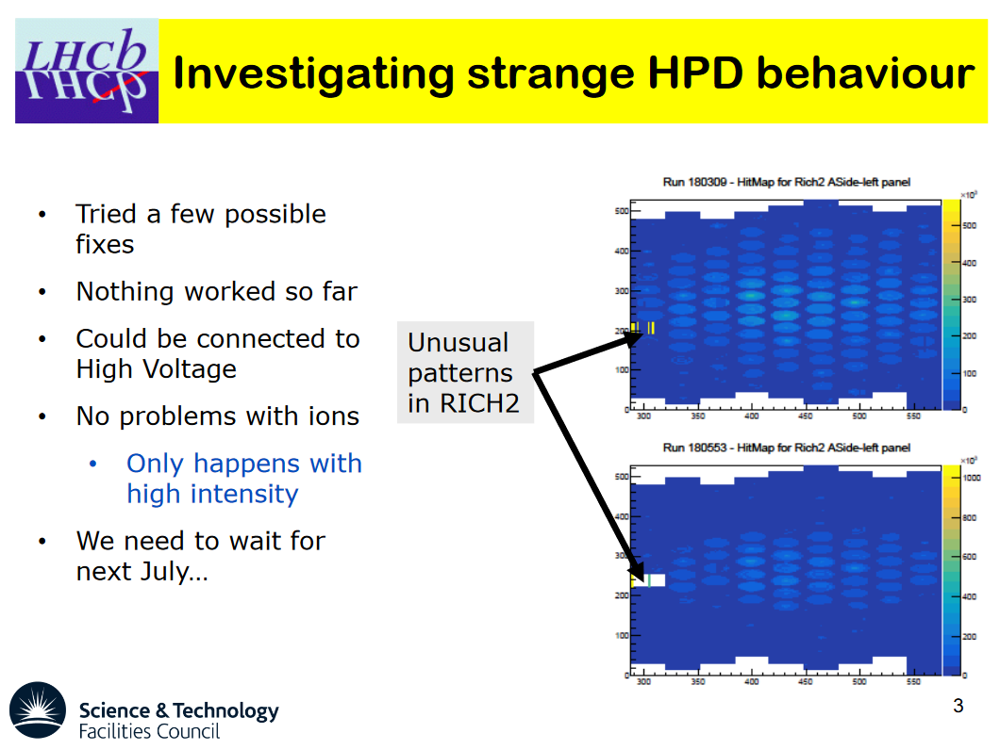 LHCb
LHCb
Investigating strange HPD behaviour
• Tried a few possible
fixes
• Nothing worked so far
• Could be connected to
High Voltage
• No problems with ions
• Only happens with
high intensity
• We need to wait for
next July…
Unusual
patterns
in RICH2
Run 180309 - HitMap for Rich2 ASide-left panel
×10³
500
400
300
200
100
0
300 350 400 450 500 550
500
400
300
200
100
0
Run 180553 - HitMap for Rich2 ASide-left panel
×10³
500
400
300
200
100
0
300 350 400 450 500 550
1000
800
600
400
200
0
Science & Technology
Facilities Council
3